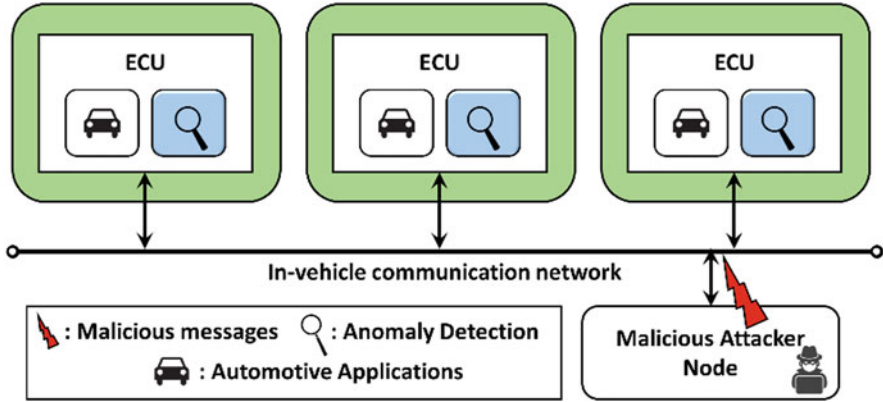 ECU
ECU
ECU
In-vehicle communication network
: Malicious messages
: Anomaly Detection
: Automotive Applications
Malicious Attacker
Node